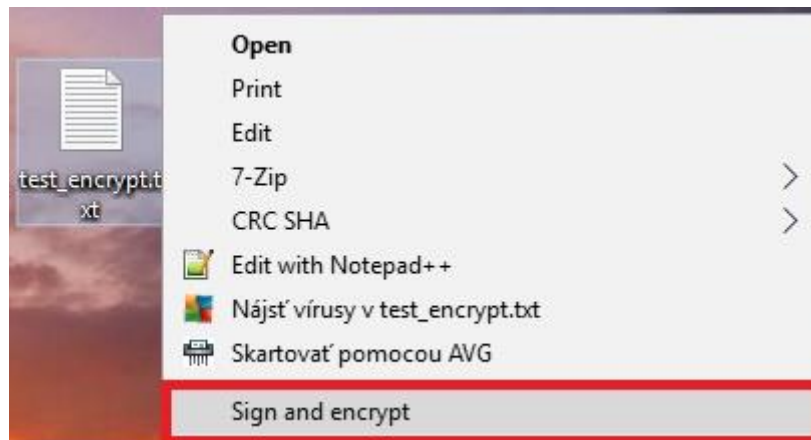 test_encrypt.t
xt
Open
Print
Edit
7-Zip
CRC SHA
Edit with Notepad++
Nájsť vírusy v test_encrypt.txt
Skartovať pomocou AVG
Sign and encrypt